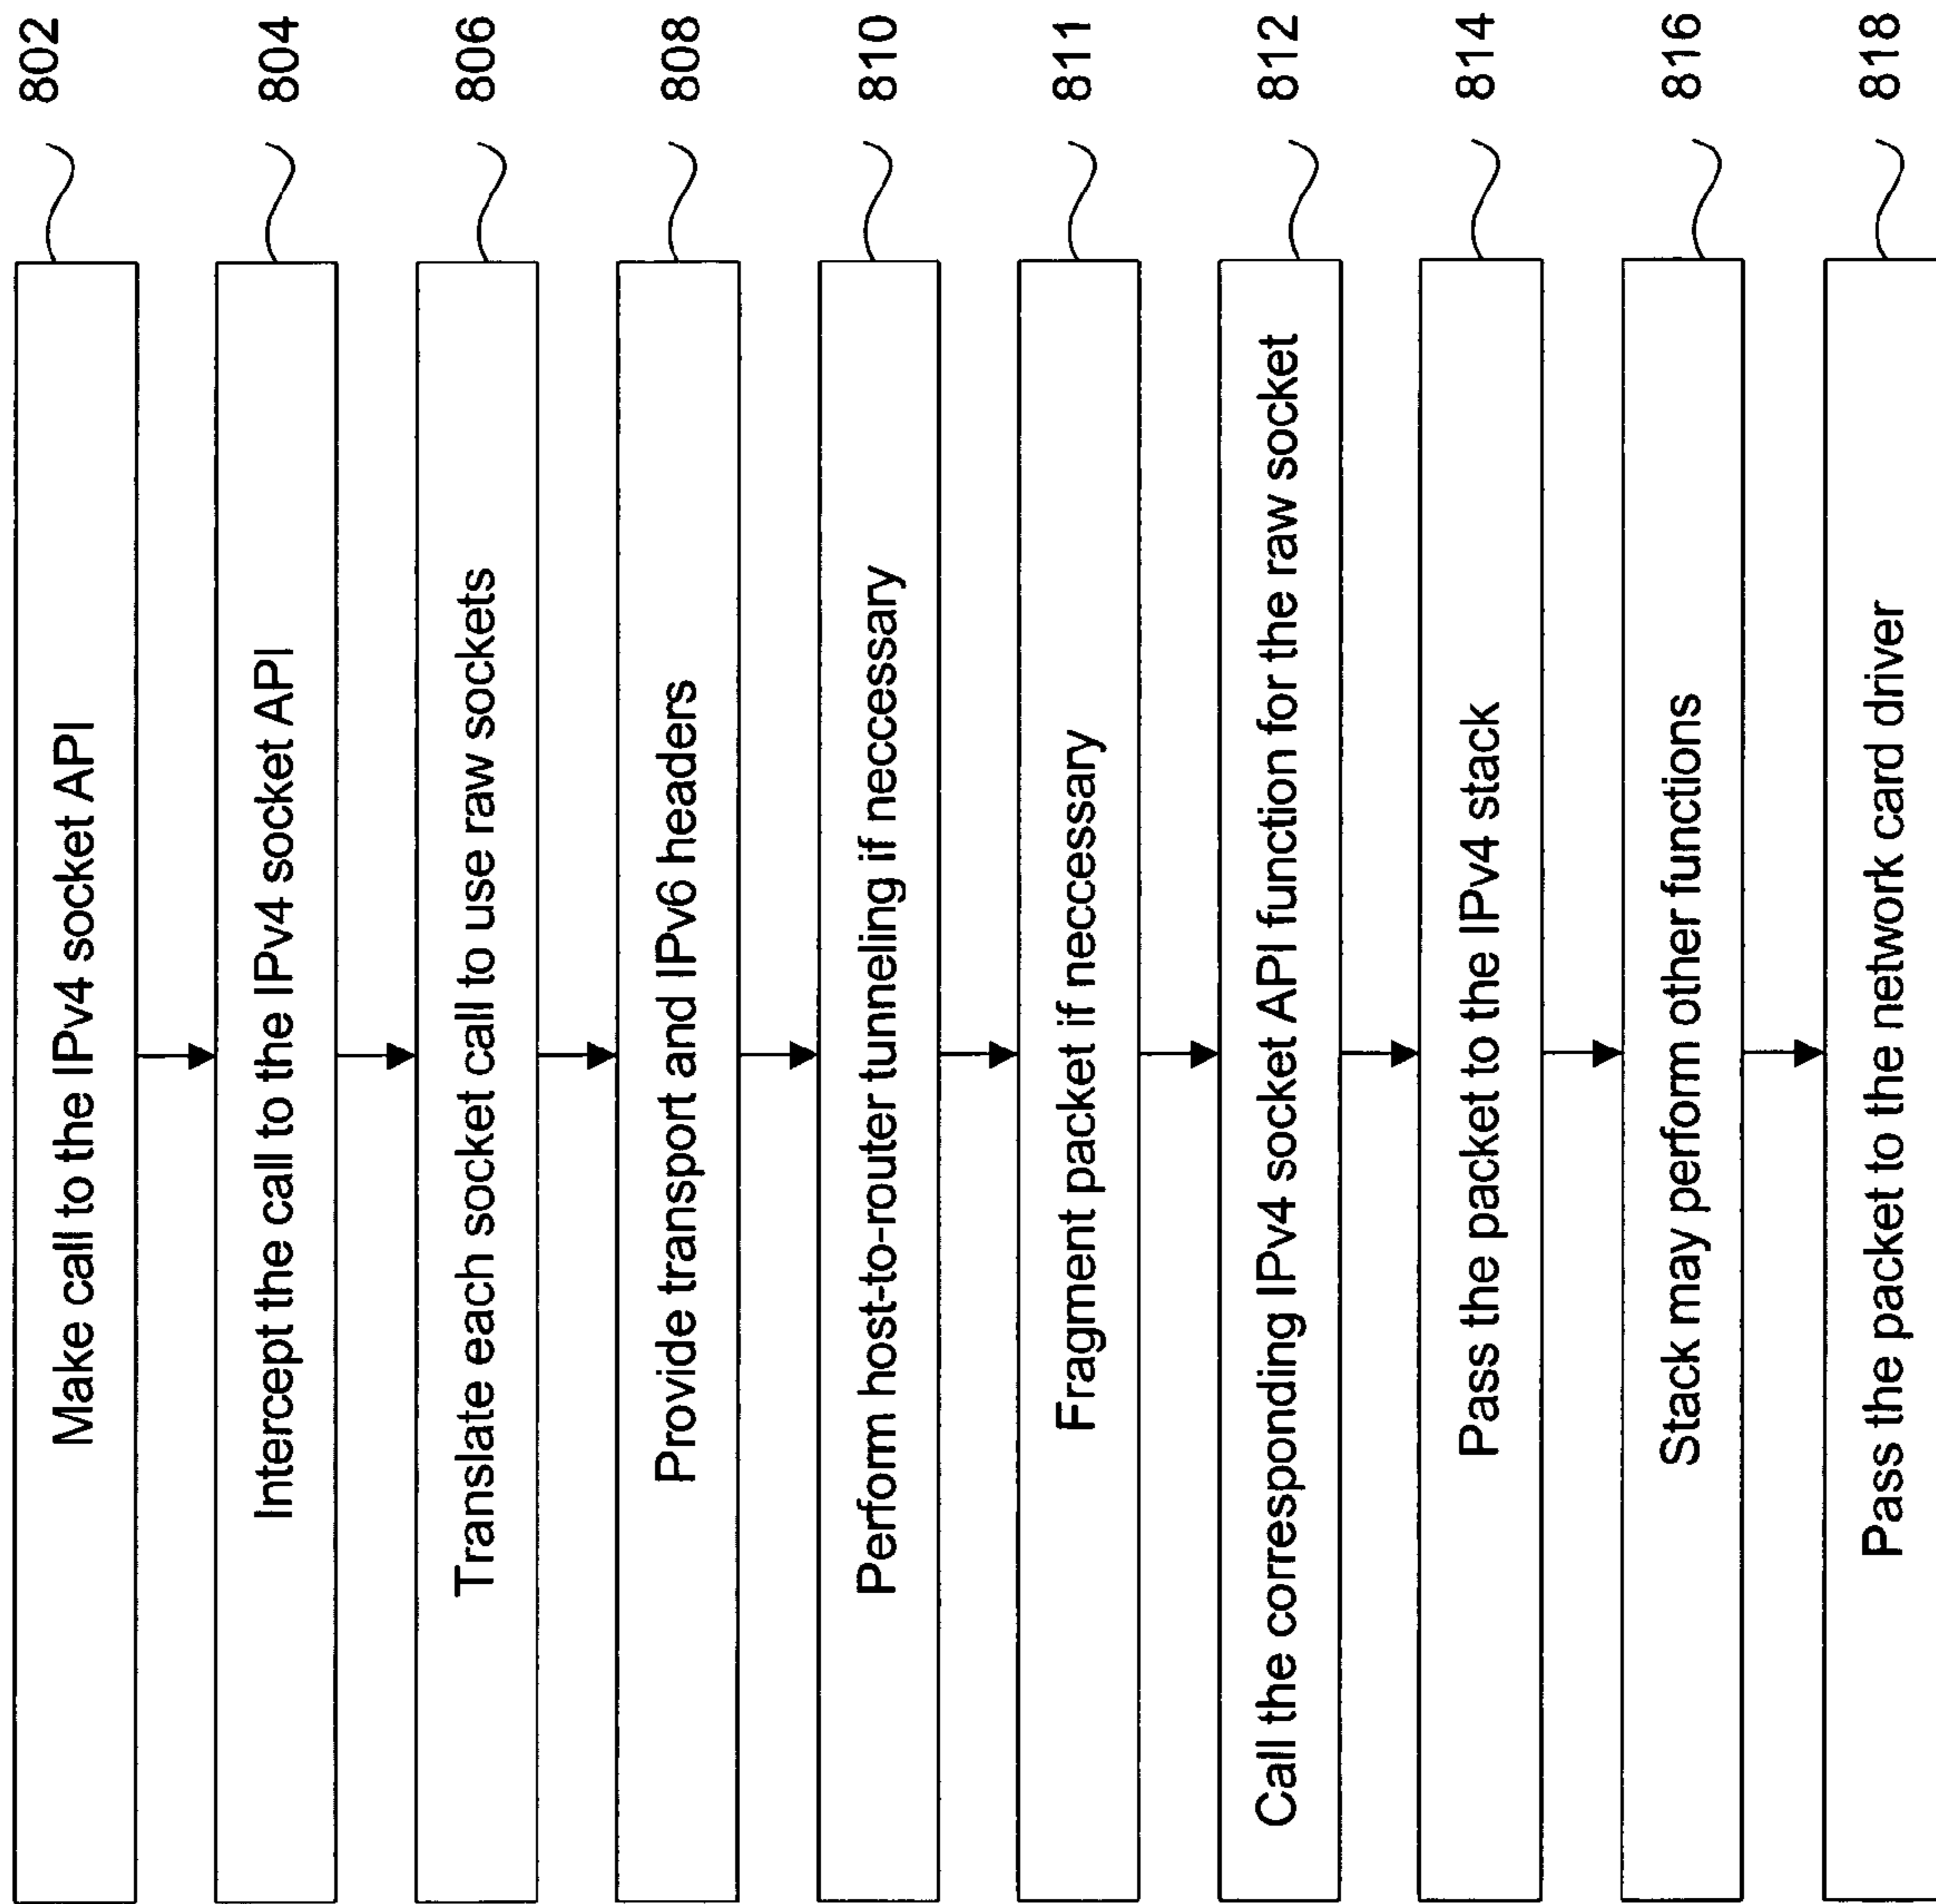 Make call to the IPv4 socket API 802
Intercept the call to the IPv4 socket API 804
Translate each socket call to use raw sockets 806
Provide transport and IPv6 headers 808
Perform host-to-router tunneling if neccessary 810
Fragment packet if neccessary 811
Call the corresponding IPv4 socket API function for the raw socket 812
Pass the packet to the IPv4 stack 814
Stack may perform other functions 816
Pass the packet to the network card driver 818